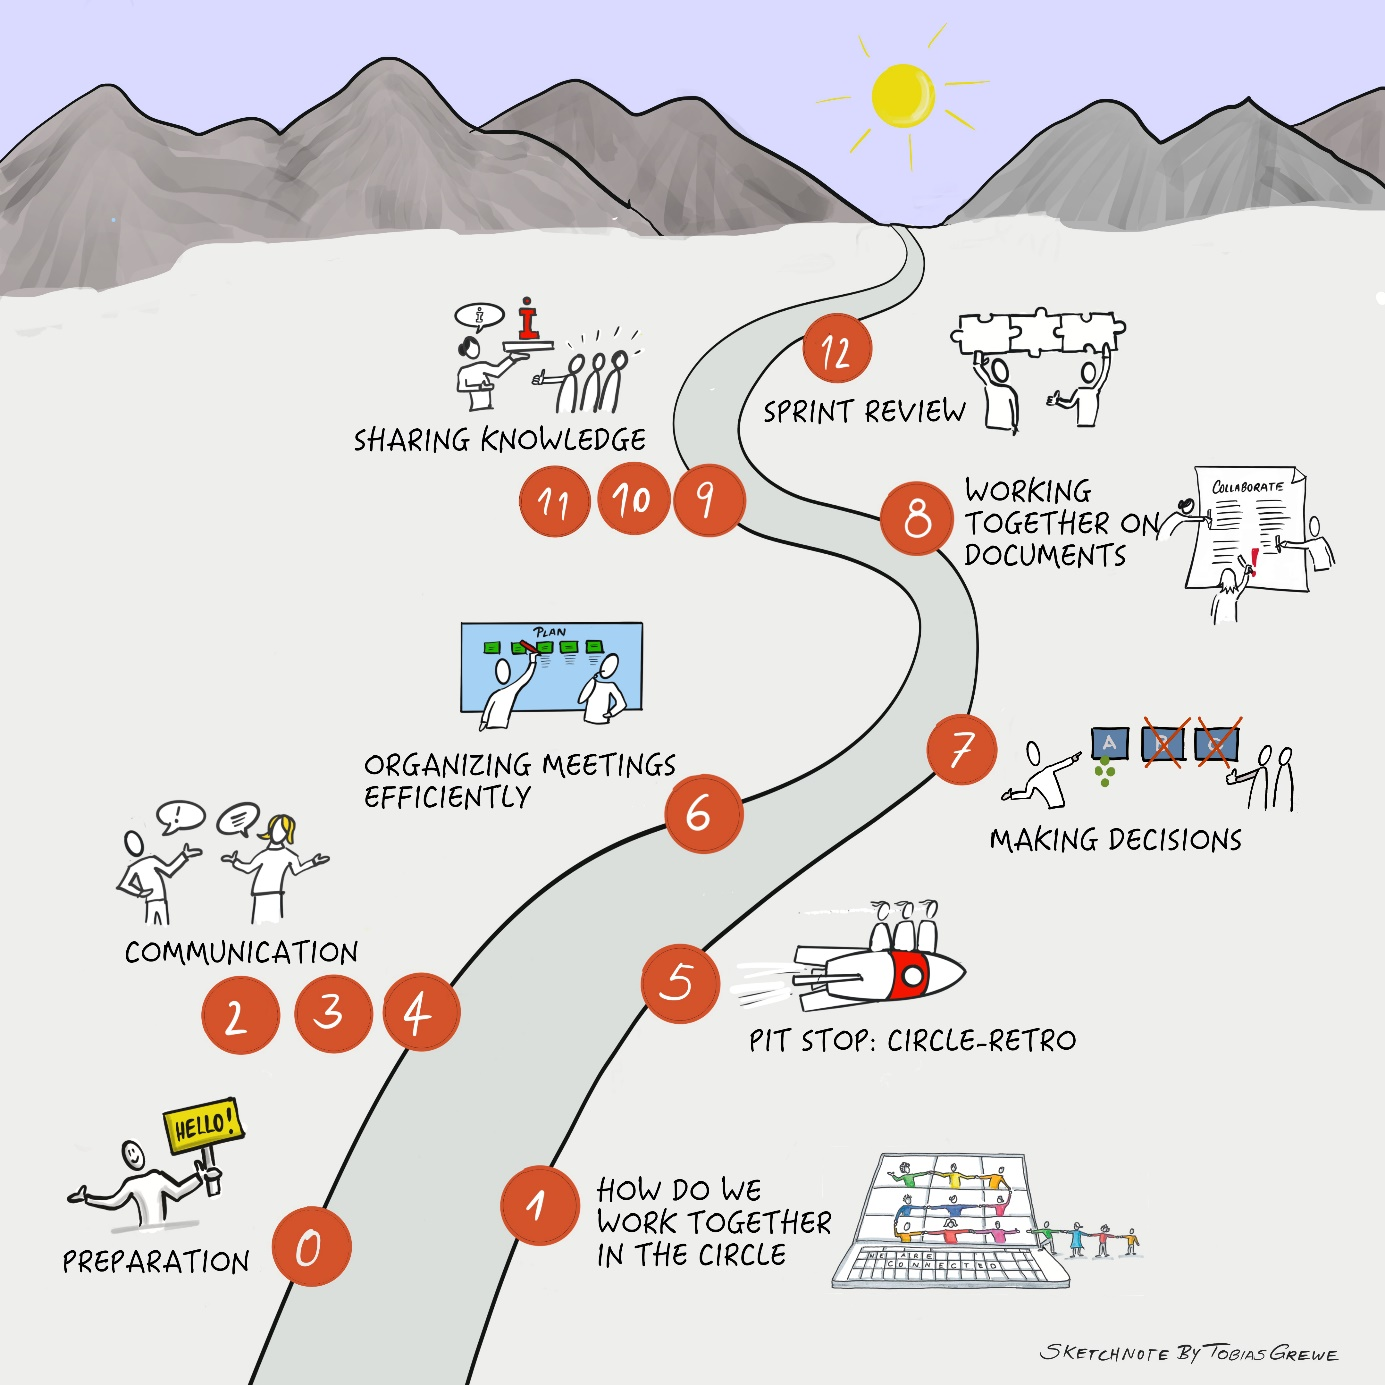 12
SPRINT REVIEW
i
i
SHARING KNOWLEDGE
11 10 9
8
WORKING
TOGETHER ON
DOCUMENTS
COLLABORATE
!
PLAN
ORGANIZING MEETINGS
EFFICIENTLY
6
7
A
MAKING DECISIONS
!
COMMUNICATION
2 3 4
5
PIT STOP: CIRCLE-RETRO
HELLO!
PREPARATION
0
1
HOW DO WE
WORK TOGETHER
IN THE CIRCLE
WE ARE
CONNECTED
SKETCHNOTE BY TOBIAS GREWE